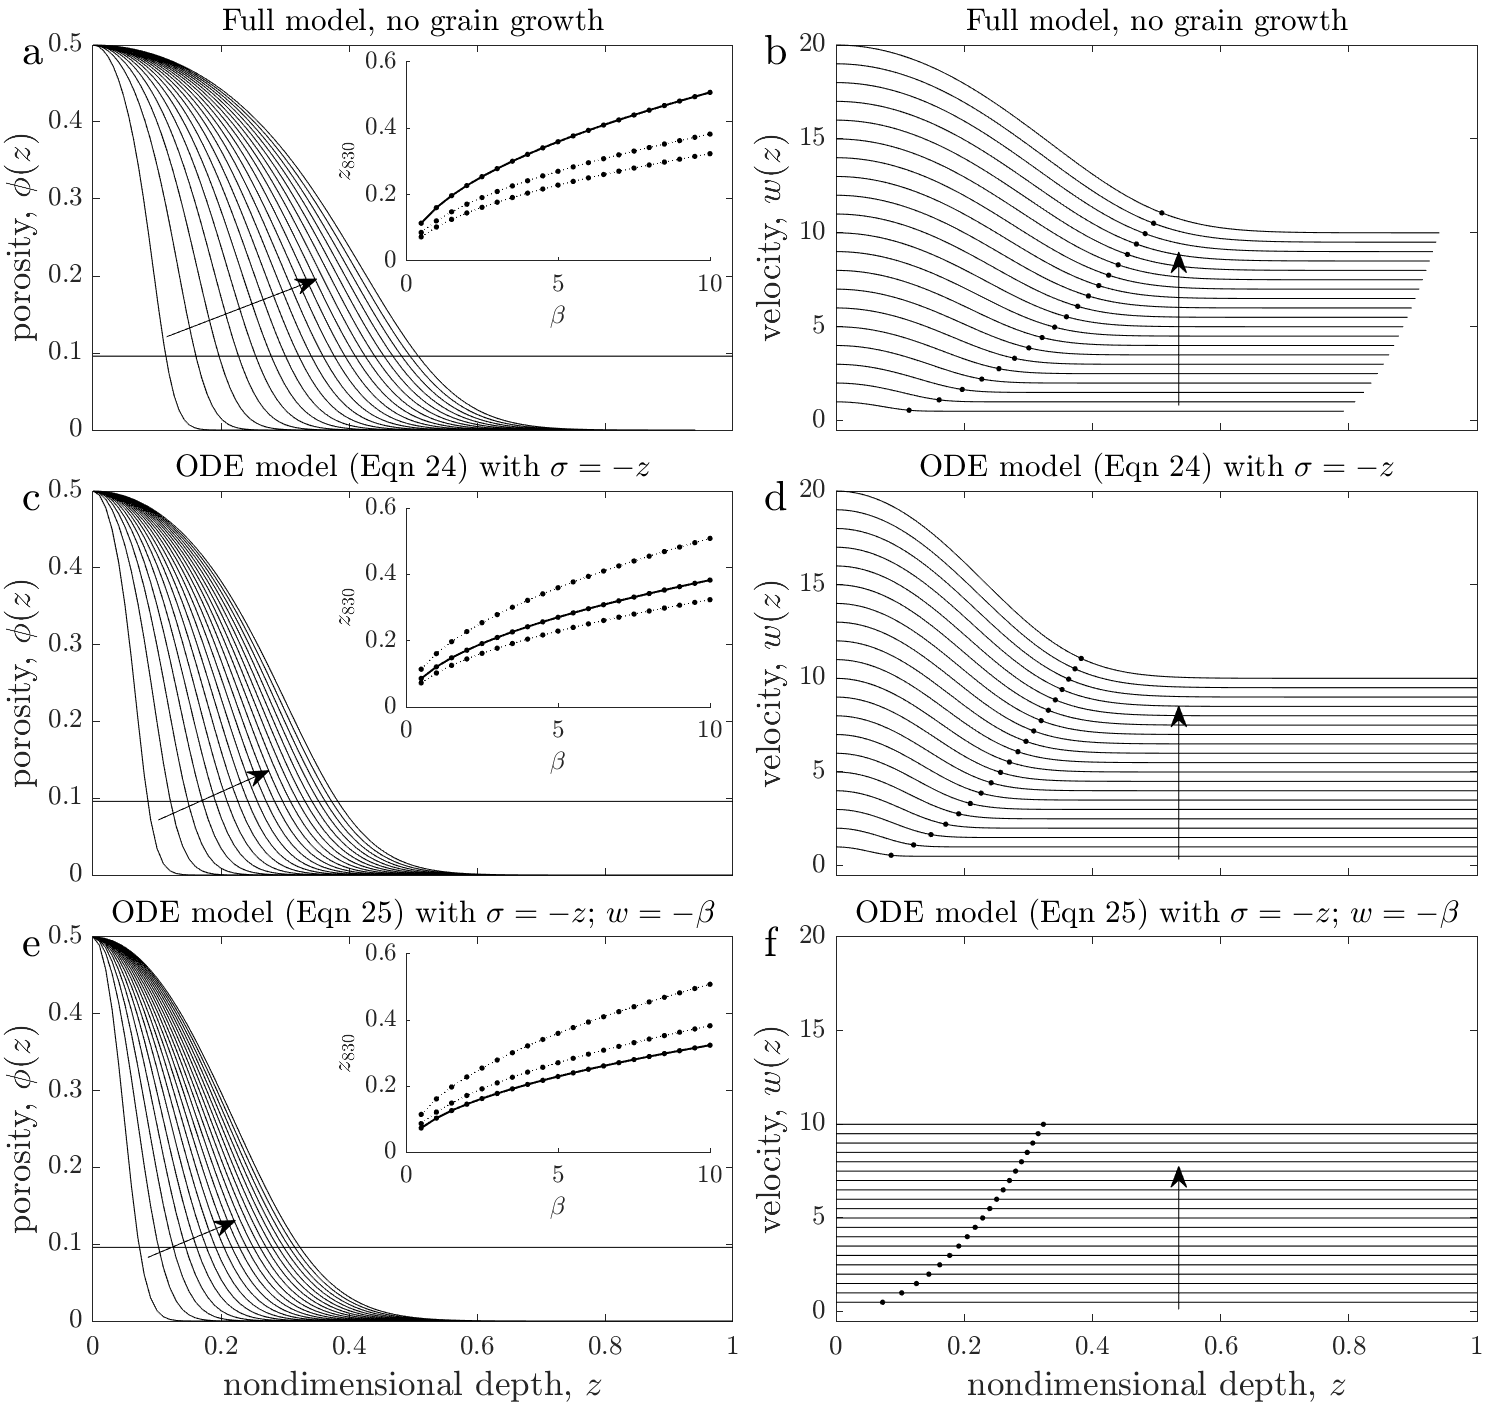 Full model, no grain growth
a
0.5
0.4
0.3
0.2
0.1
0
porosity, ϕ(z)
0.6
0.4
0.2
0
z830
0
5
10
β
Full model, no grain growth
b
20
15
10
5
0
velocity, w(z)
ODE model (Eqn 24) with σ = −z
c
0.5
0.4
0.3
0.2
0.1
0
porosity, ϕ(z)
0.6
0.4
0.2
0
z830
0
5
10
β
ODE model (Eqn 24) with σ = −z
d
20
15
10
5
0
velocity, w(z)
ODE model (Eqn 25) with σ = −z; w = −β
e
0.5
0.4
0.3
0.2
0.1
0
porosity, ϕ(z)
0.6
0.4
0.2
0
z830
0
5
10
β
0
0.2
0.4
0.6
0.8
1
nondimensional depth, z
ODE model (Eqn 25) with σ = −z; w = −β
f
20
15
10
5
0
velocity, w(z)
0
0.2
0.4
0.6
0.8
1
nondimensional depth, z